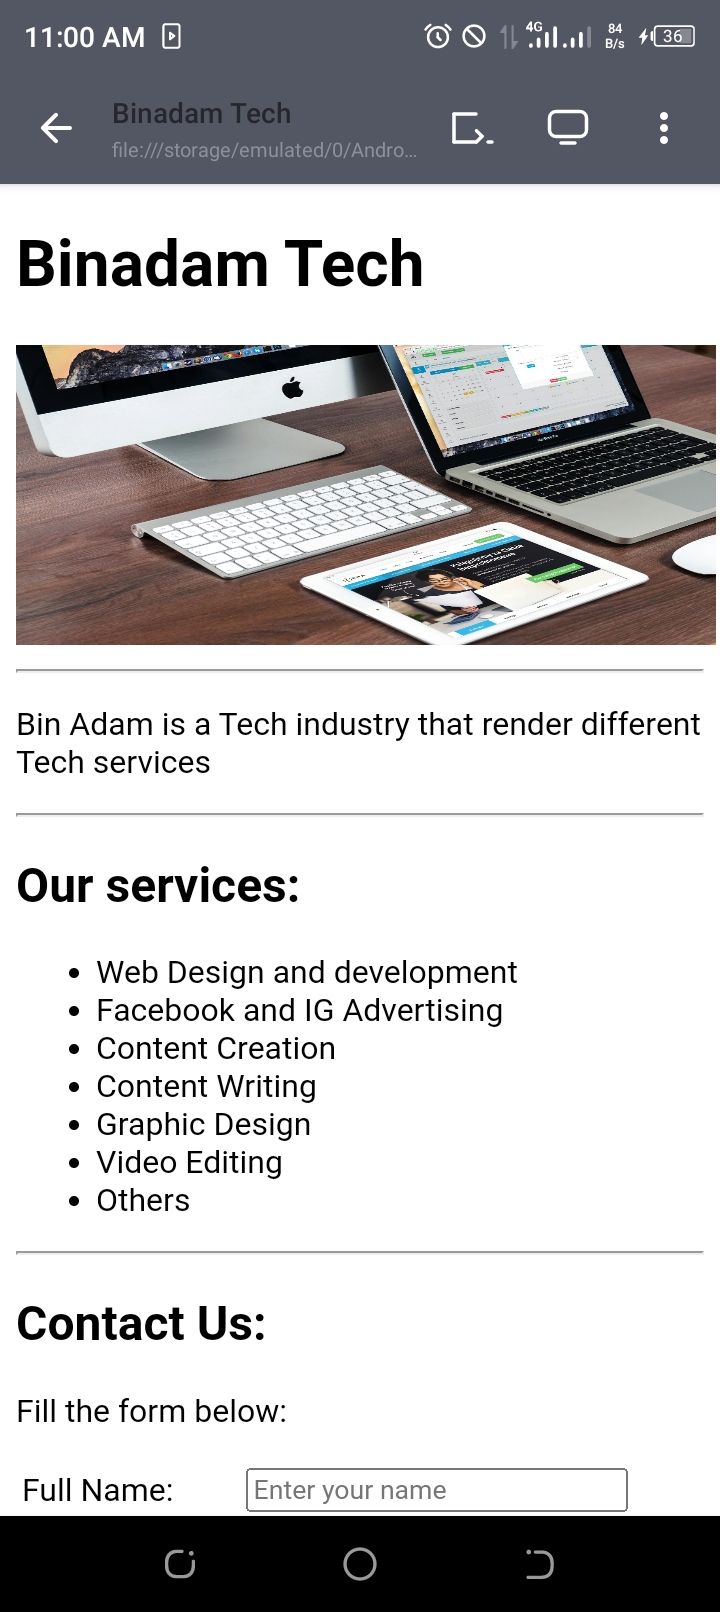 11:00 AM
4G
84
B/s
36
Binadam Tech
file:///storage/emulated/0/Andro...
Binadam Tech
Bin Adam is a Tech industry that render different
Tech services
Our services:
• Web Design and development
• Facebook and IG Advertising
• Content Creation
• Content Writing
• Graphic Design
• Video Editing
• Others
Contact Us:
Fill the form below:
Full Name:
Enter your name